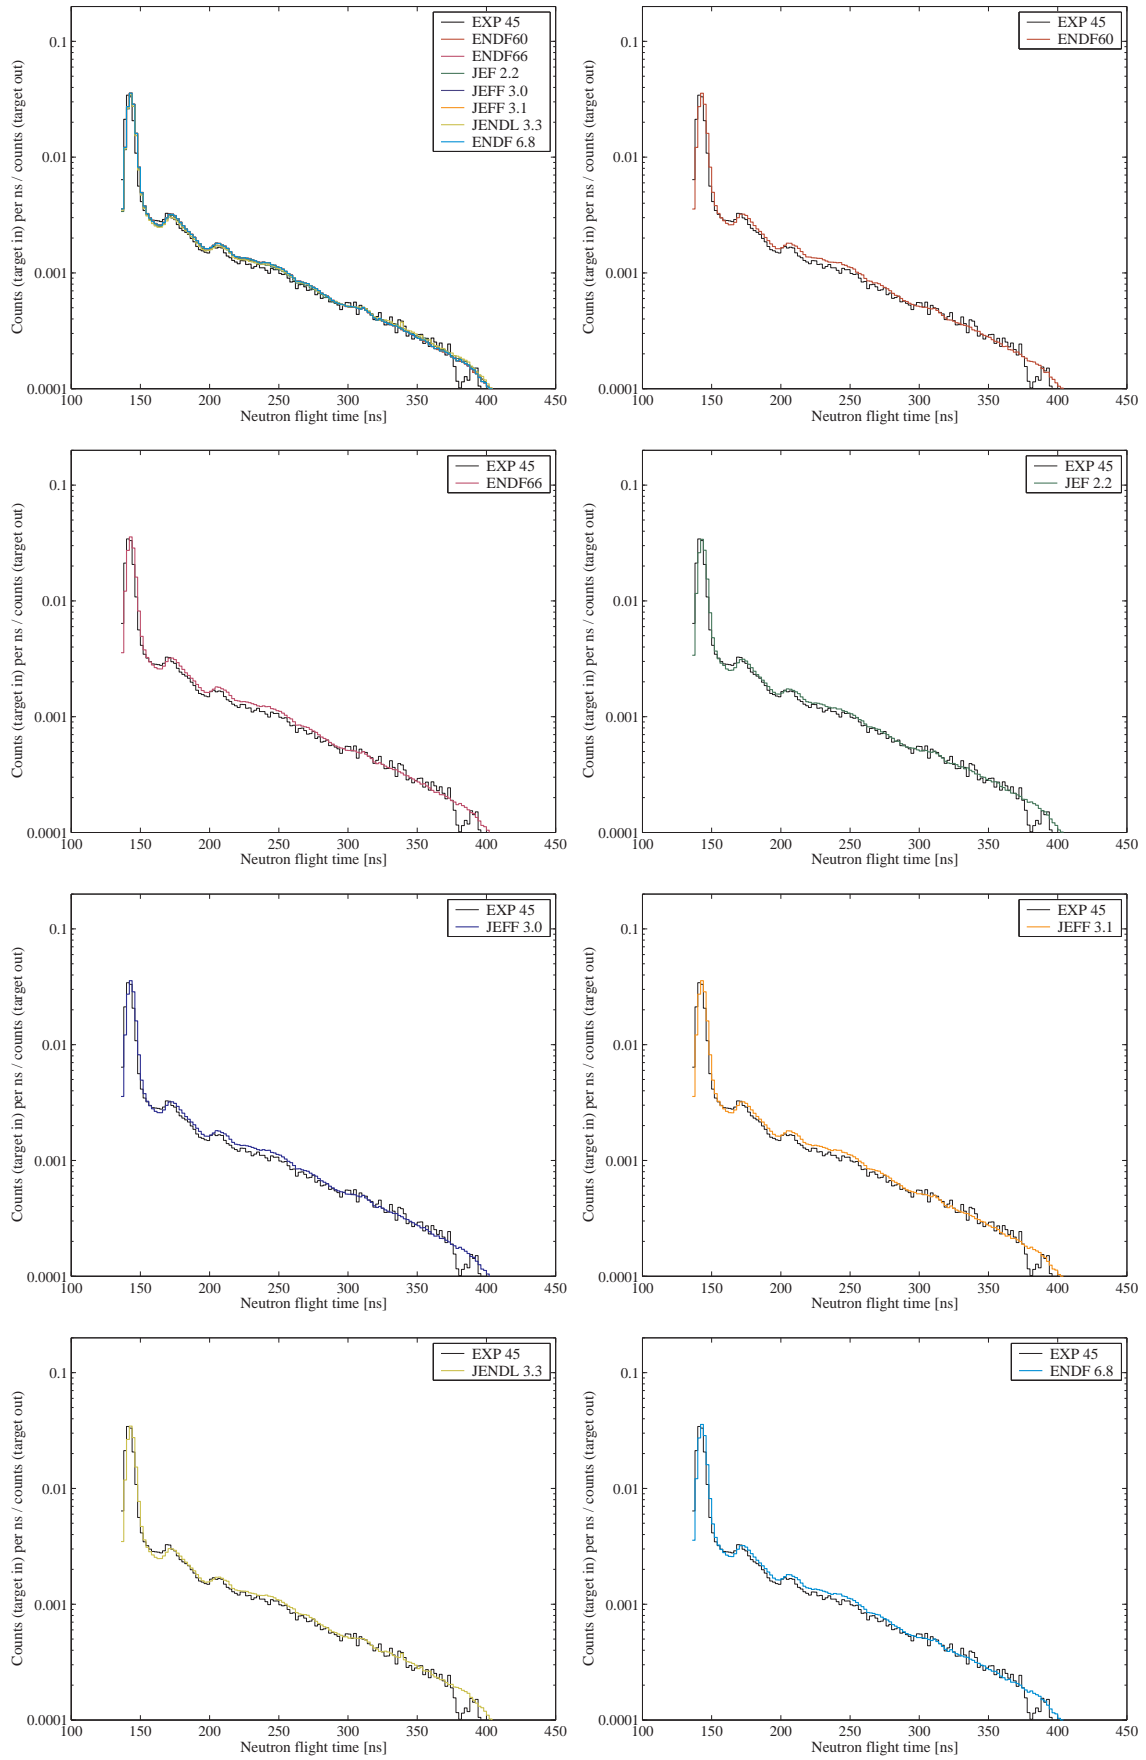 EXP 45
ENDF60
ENDF66
JEF 2.2
JEFF 3.0
JEFF 3.1
JENDL 3.3
ENDF 6.8
0.1
0.01
0.001
0.0001
100 150 200 250 300 350 400 450
Neutron flight time [ns]
Counts (target in) per ns / counts (target out)
EXP 45
ENDF60
0.1
0.01
0.001
0.0001
100 150 200 250 300 350 400 450
Neutron flight time [ns]
Counts (target in) per ns / counts (target out)
EXP 45
ENDF66
0.1
0.01
0.001
0.0001
100 150 200 250 300 350 400 450
Neutron flight time [ns]
Counts (target in) per ns / counts (target out)
EXP 45
JEF 2.2
0.1
0.01
0.001
0.0001
100 150 200 250 300 350 400 450
Neutron flight time [ns]
Counts (target in) per ns / counts (target out)
EXP 45
JEFF 3.0
0.1
0.01
0.001
0.0001
100 150 200 250 300 350 400 450
Neutron flight time [ns]
Counts (target in) per ns / counts (target out)
EXP 45
JEFF 3.1
0.1
0.01
0.001
0.0001
100 150 200 250 300 350 400 450
Neutron flight time [ns]
Counts (target in) per ns / counts (target out)
EXP 45
JENDL 3.3
0.1
0.01
0.001
0.0001
100 150 200 250 300 350 400 450
Neutron flight time [ns]
Counts (target in) per ns / counts (target out)
EXP 45
ENDF 6.8
0.1
0.01
0.001
0.0001
100 150 200 250 300 350 400 450
Neutron flight time [ns]
Counts (target in) per ns / counts (target out)